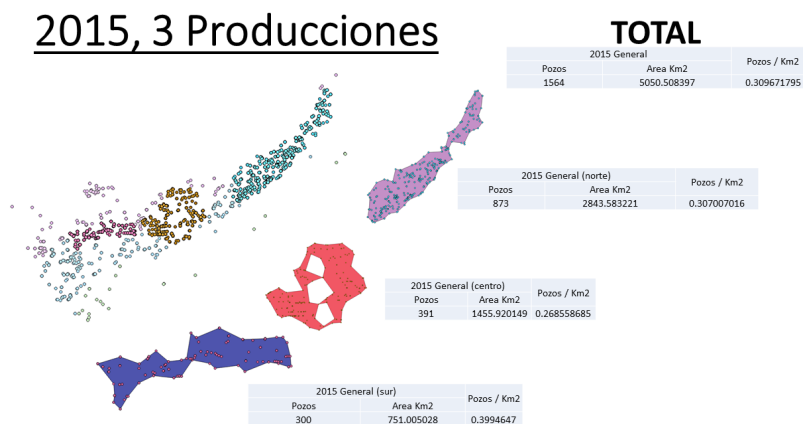 2015, 3 Producciones
TOTAL
2015 General
Pozos / Km2
Pozos Area Km2
1564 5050.508397 0.309671795
2015 General (norte)
Pozos / Km2
Pozos Area Km2
873 2843.583221 0.307007016
2015 General (centro)
Pozos / Km2
Pozos Area Km2
391 1455.920149 0.268558685
2015 General (sur)
Pozos / Km2
Pozos Area Km2
300 751.005028 0.3994647